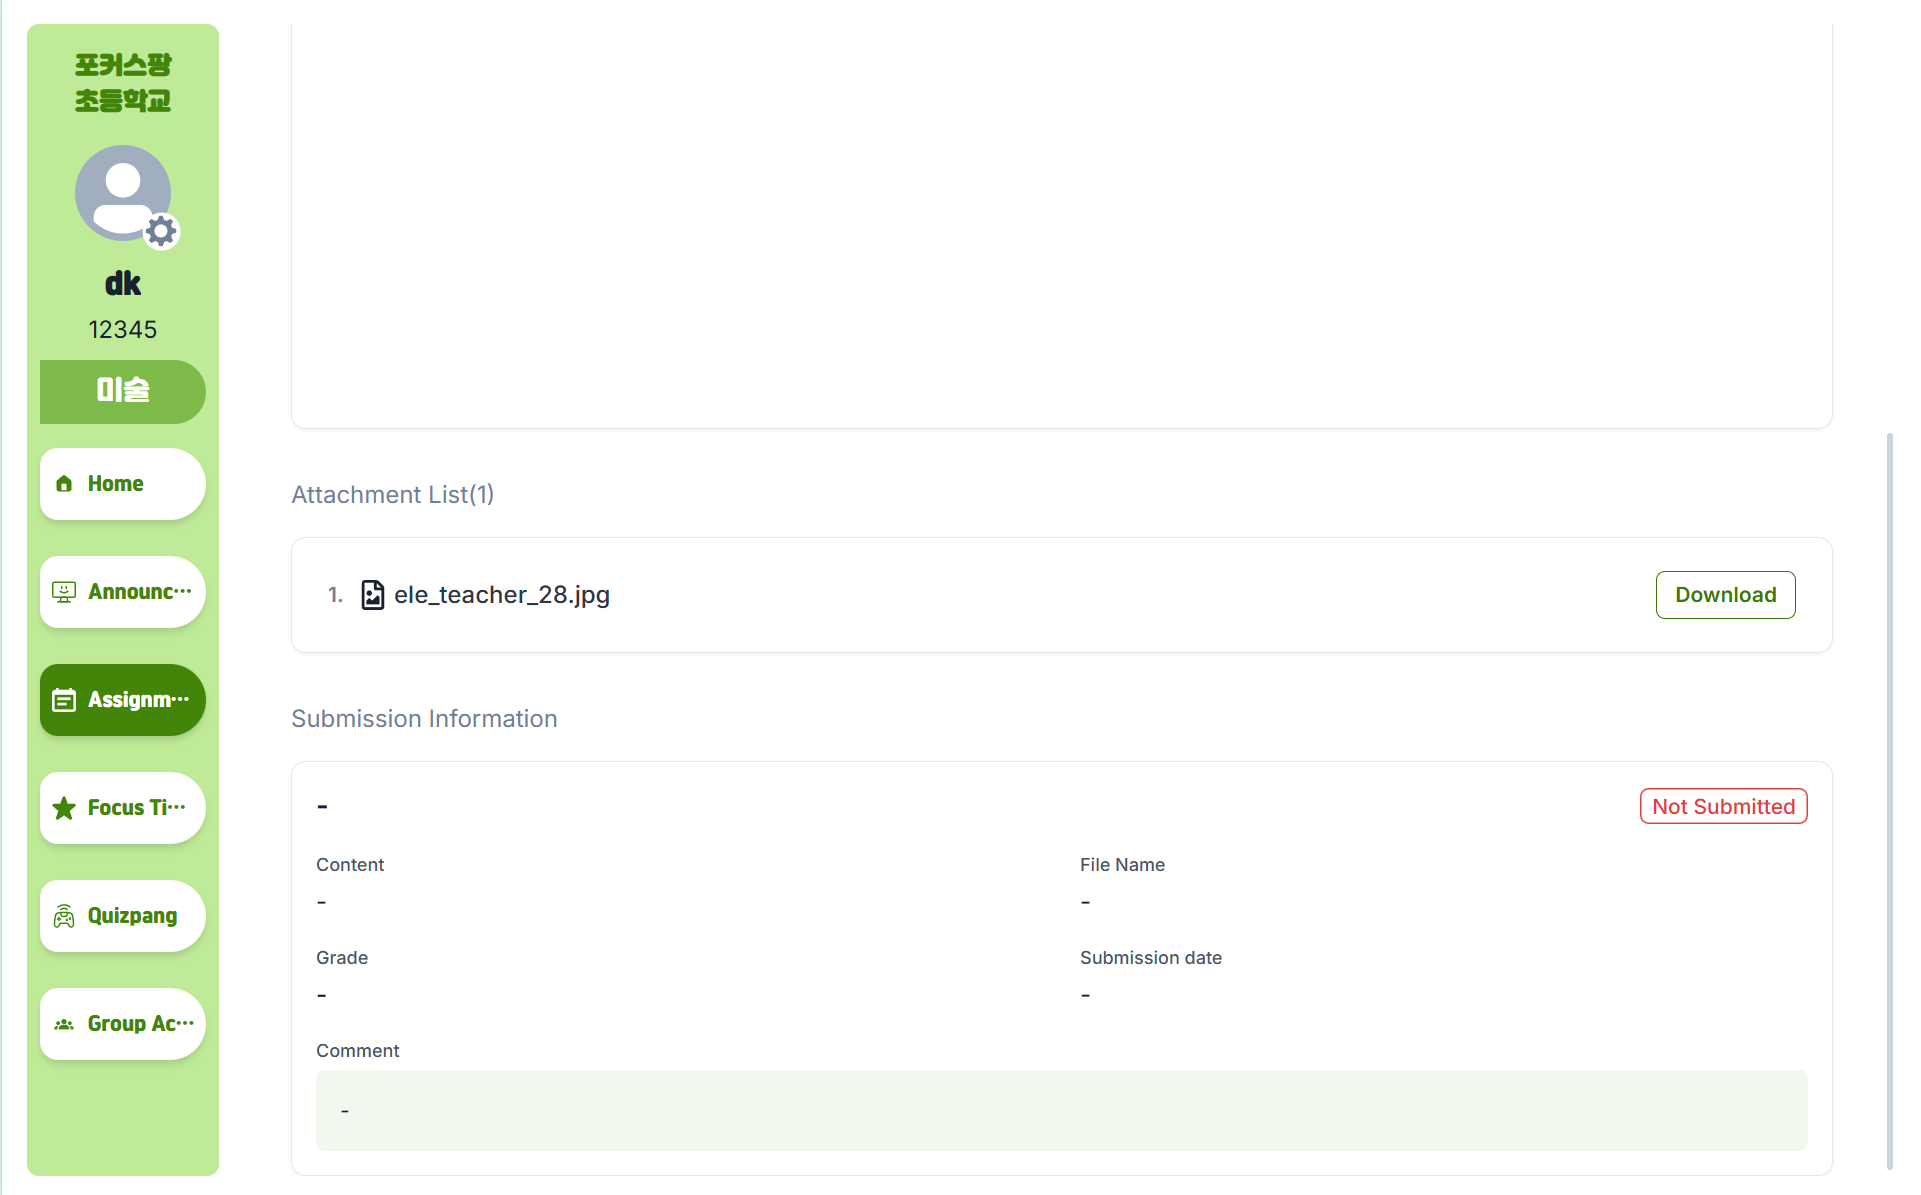 포커스팡
초등학교
dk
12345
미술
Home
Announc···
Assignm···
Focus Ti···
Quizpang
Group Ac···
Attachment List(1)
1. ele_teacher_28.jpg
Download
Submission Information
-
Not Submitted
Content
-
File Name
-
Grade
-
Submission date
-
Comment
-